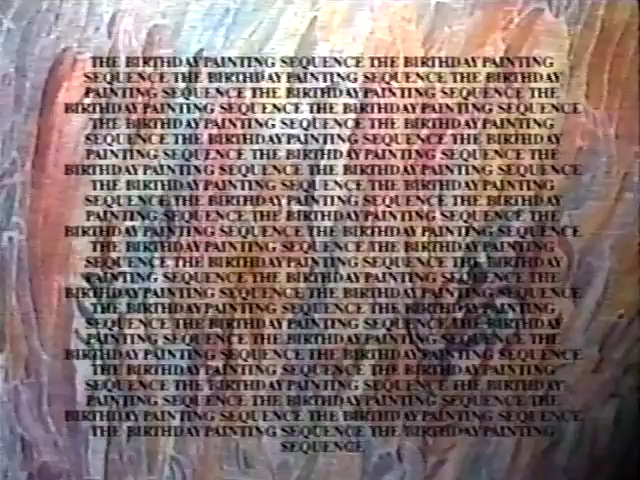 THE BIRTHDAY PAINTING SEQUENCE THE BIRTHDAY PAINTING
SEQUENCE THE BIRTHDAY PAINTING SEQUENCE THE BIRTHDAY
PAINTING SEQUENCE THE BIRTHDAY PAINTING SEQUENCE THE
BIRTHDAY PAINTING SEQUENCE THE BIRTHDAY PAINTING SEQUENCE
THE BIRTHDAY PAINTING SEQUENCE THE BIRTHDAY PAINTING
SEQUENCE THE BIRTHDAY PAINTING SEQUENCE THE BIRTHDAY
PAINTING SEQUENCE THE BIRTHDAY PAINTING SEQUENCE THE
BIRTHDAY PAINTING SEQUENCE THE BIRTHDAY PAINTING SEQUENCE
THE BIRTHDAY PAINTING SEQUENCE THE BIRTHDAY PAINTING
SEQUENCE THE BIRTHDAY PAINTING SEQUENCE THE BIRTHDAY
PAINTING SEQUENCE THE BIRTHDAY PAINTING SEQUENCE THE
BIRTHDAY PAINTING SEQUENCE THE BIRTHDAY PAINTING SEQUENCE
THE BIRTHDAY PAINTING SEQUENCE THE BIRTHDAY PAINTING
SEQUENCE THE BIRTHDAY PAINTING SEQUENCE THE BIRTHDAY
PAINTING SEQUENCE THE BIRTHDAY PAINTING SEQUENCE THE
BIRTHDAY PAINTING SEQUENCE THE BIRTHDAY PAINTING SEQUENCE
THE BIRTHDAY PAINTING SEQUENCE THE BIRTHDAY PAINTING
SEQUENCE THE BIRTHDAY PAINTING SEQUENCE THE BIRTHDAY
PAINTING SEQUENCE THE BIRTHDAY PAINTING SEQUENCE THE
BIRTHDAY PAINTING SEQUENCE THE BIRTHDAY PAINTING SEQUENCE
THE BIRTHDAY PAINTING SEQUENCE THE BIRTHDAY PAINTING
SEQUENCE THE BIRTHDAY PAINTING SEQUENCE THE BIRTHDAY
PAINTING SEQUENCE THE BIRTHDAY PAINTING SEQUENCE THE
BIRTHDAY PAINTING SEQUENCE THE BIRTHDAY PAINTING SEQUENCE
THE BIRTHDAY PAINTING SEQUENCE THE BIRTHDAY PAINTING
SEQUENCE